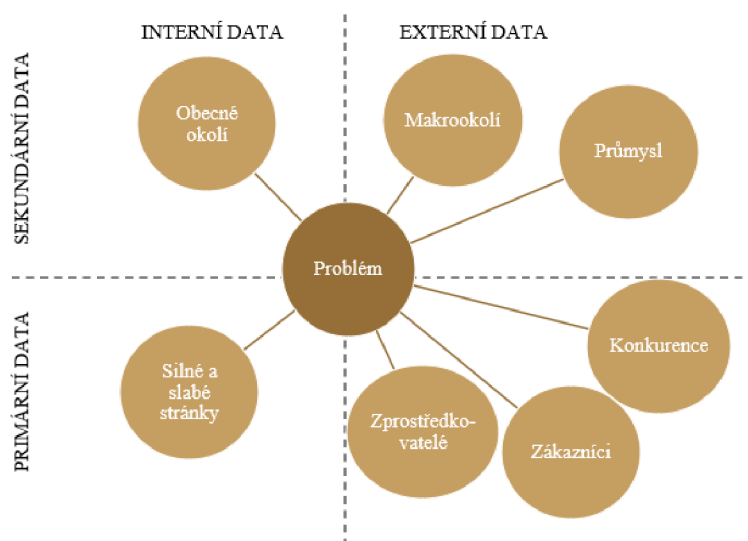 INTERNÍ DATA
EXTERNÍ DATA
SEKUNDÁRNÍ DATA
Obecné
okolí
Makrookolí
Průmysl
Problém
PRIMÁRNÍ DATA
Silné a
slabé
stránky
Zprostředko-
vatelé
Zákazníci
Konkurence